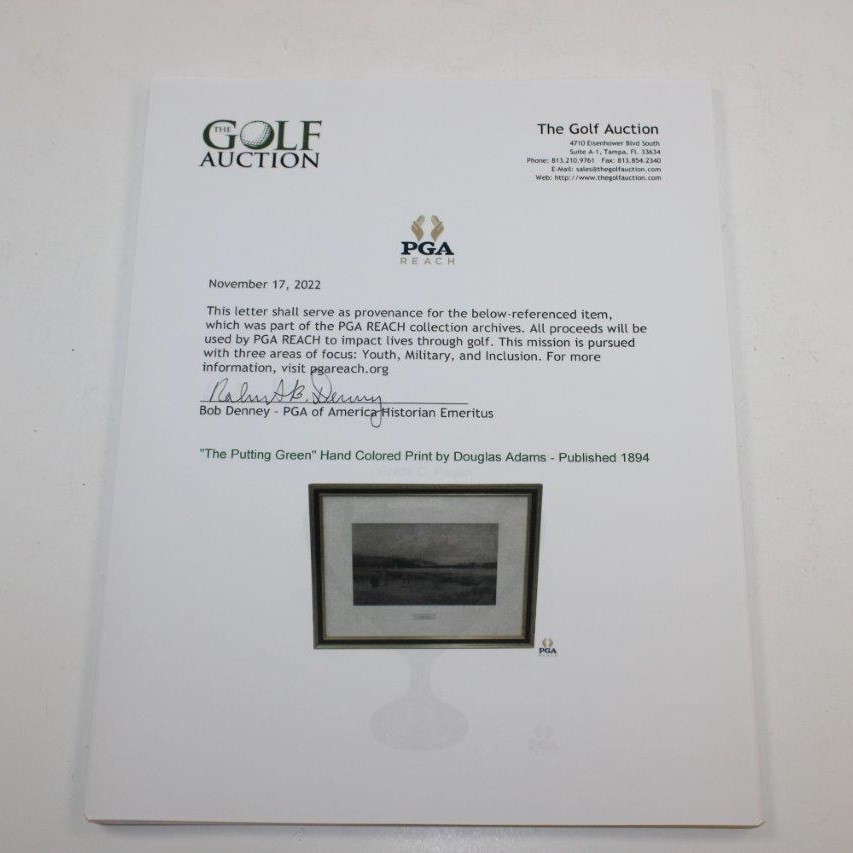 THE GOLF
AUCTION
The Golf Auction
4710 Eisenhower Blvd South
Suite A-1, Tampa, FL 33634
Phone: 813.210.9761 Fax: 813.854.2340
E-Mail: sales@thegolfauction.com
Web: http://www.thegolfauction.com
PGA
REACH
November 17, 2022
This letter shall serve as provenance for the below-referenced item,
which was part of the PGA REACH collection archives. All proceeds will be
used by PGA REACH to impact lives through golf. This mission is pursued
with three areas of focus: Youth, Military, and Inclusion. For more
information, visit pgareach.org
Bob Denney - PGA of America Historian Emeritus
"The Putting Green" Hand Colored Print by Douglas Adams - Published 1894
PGA
REACH